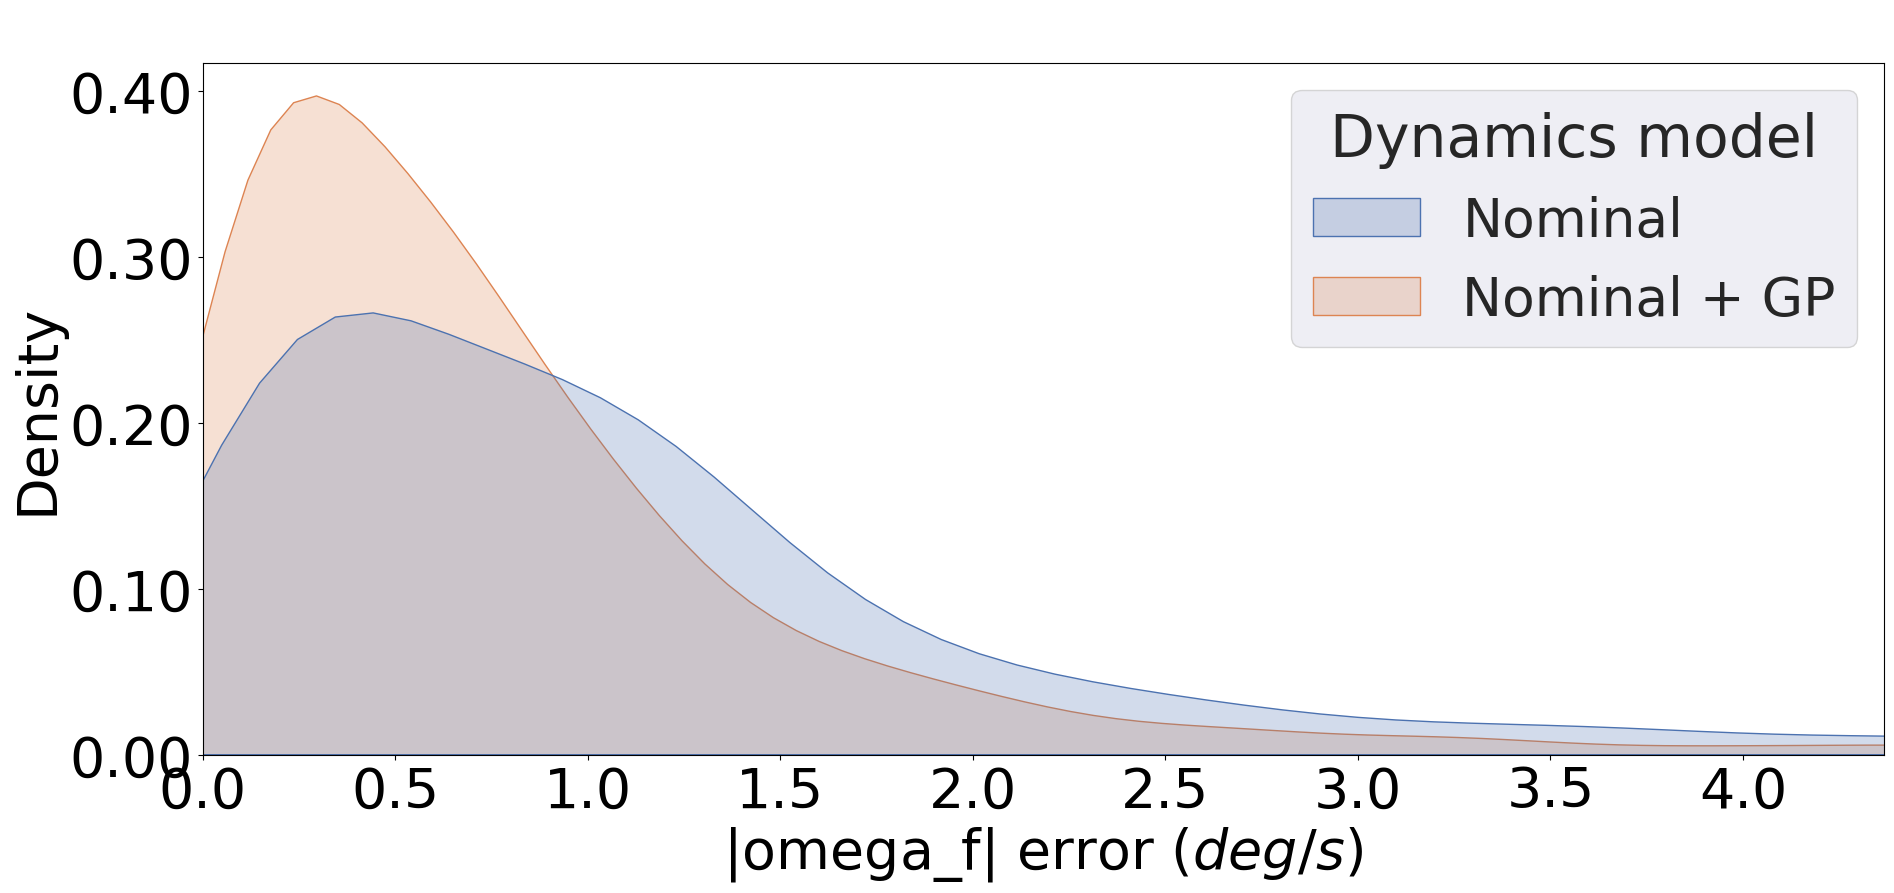 Dynamics model
Nominal
Nominal + GP
Density
0.40
0.30
0.20
0.10
0.00
0.0 0.5 1.0 1.5 2.0 2.5 3.0 3.5 4.0
|omega_f| error (deg/s)